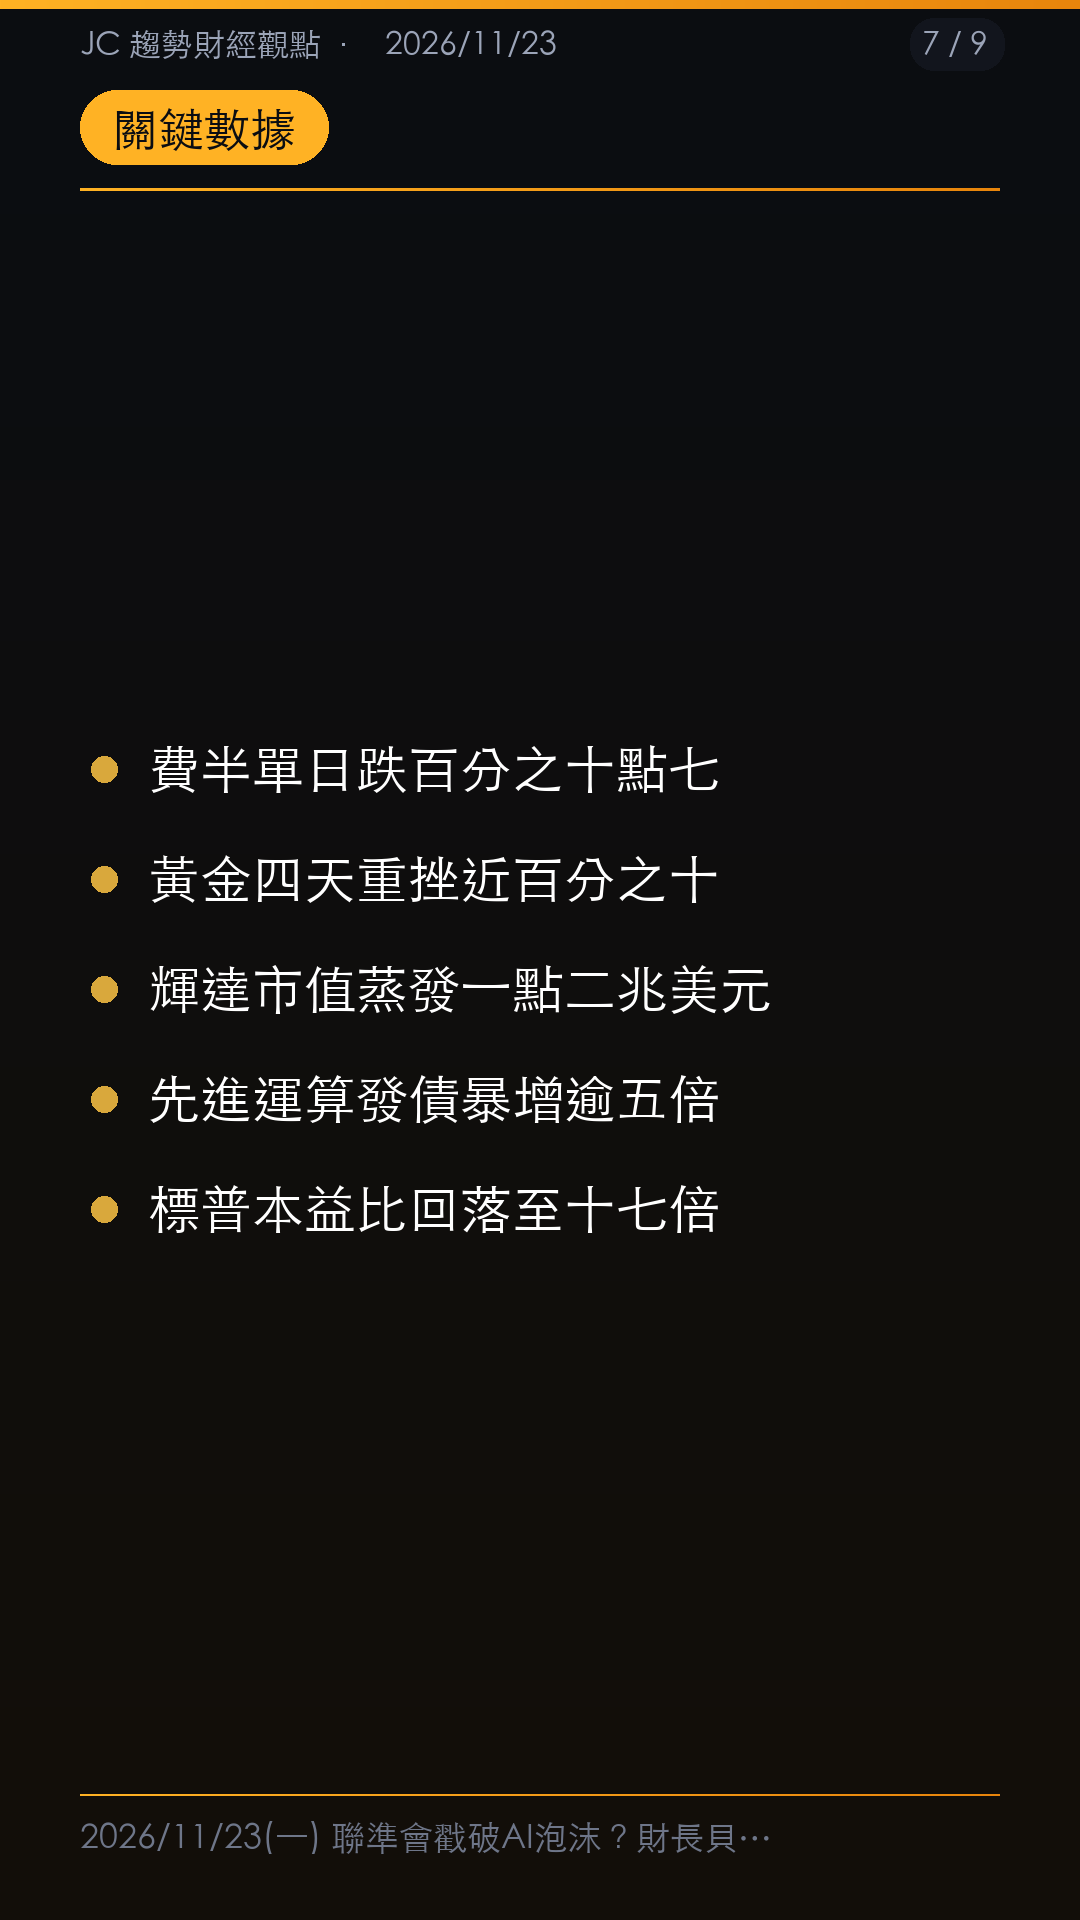 JC 趨勢財經觀點 · 2026/11/23
7 / 9
關鍵數據
費半單日跌百分之十點七
黃金四天重挫近百分之十
輝達市值蒸發一點二兆美元
先進運算發債暴增逾五倍
標普本益比回落至十七倍
2026/11/23(一) 聯準會戳破AI泡沫？財長貝⋯